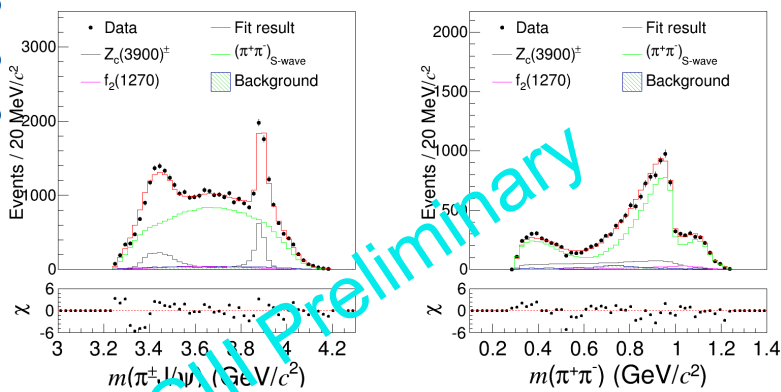 Data
Fit result
Zc(3900)±
(π⁺π⁻)S-wave
f₂(1270)
Background
Events / 20 MeV/c²
3000
2000
1000
0
χ
6
0
-6
3 3.2 3.4 3.6 3.8 4 4.2
m(π±J/ψ) (GeV/c²)
Data
Fit result
Zc(3900)±
(π⁺π⁻)S-wave
f₂(1270)
Background
Events / 20 MeV/c²
2000
1500
1000
500
0
χ
6
0
-6
0.2 0.4 0.6 0.8 1 1.2 1.4
m(π⁺π⁻) (GeV/c²)
Preliminary